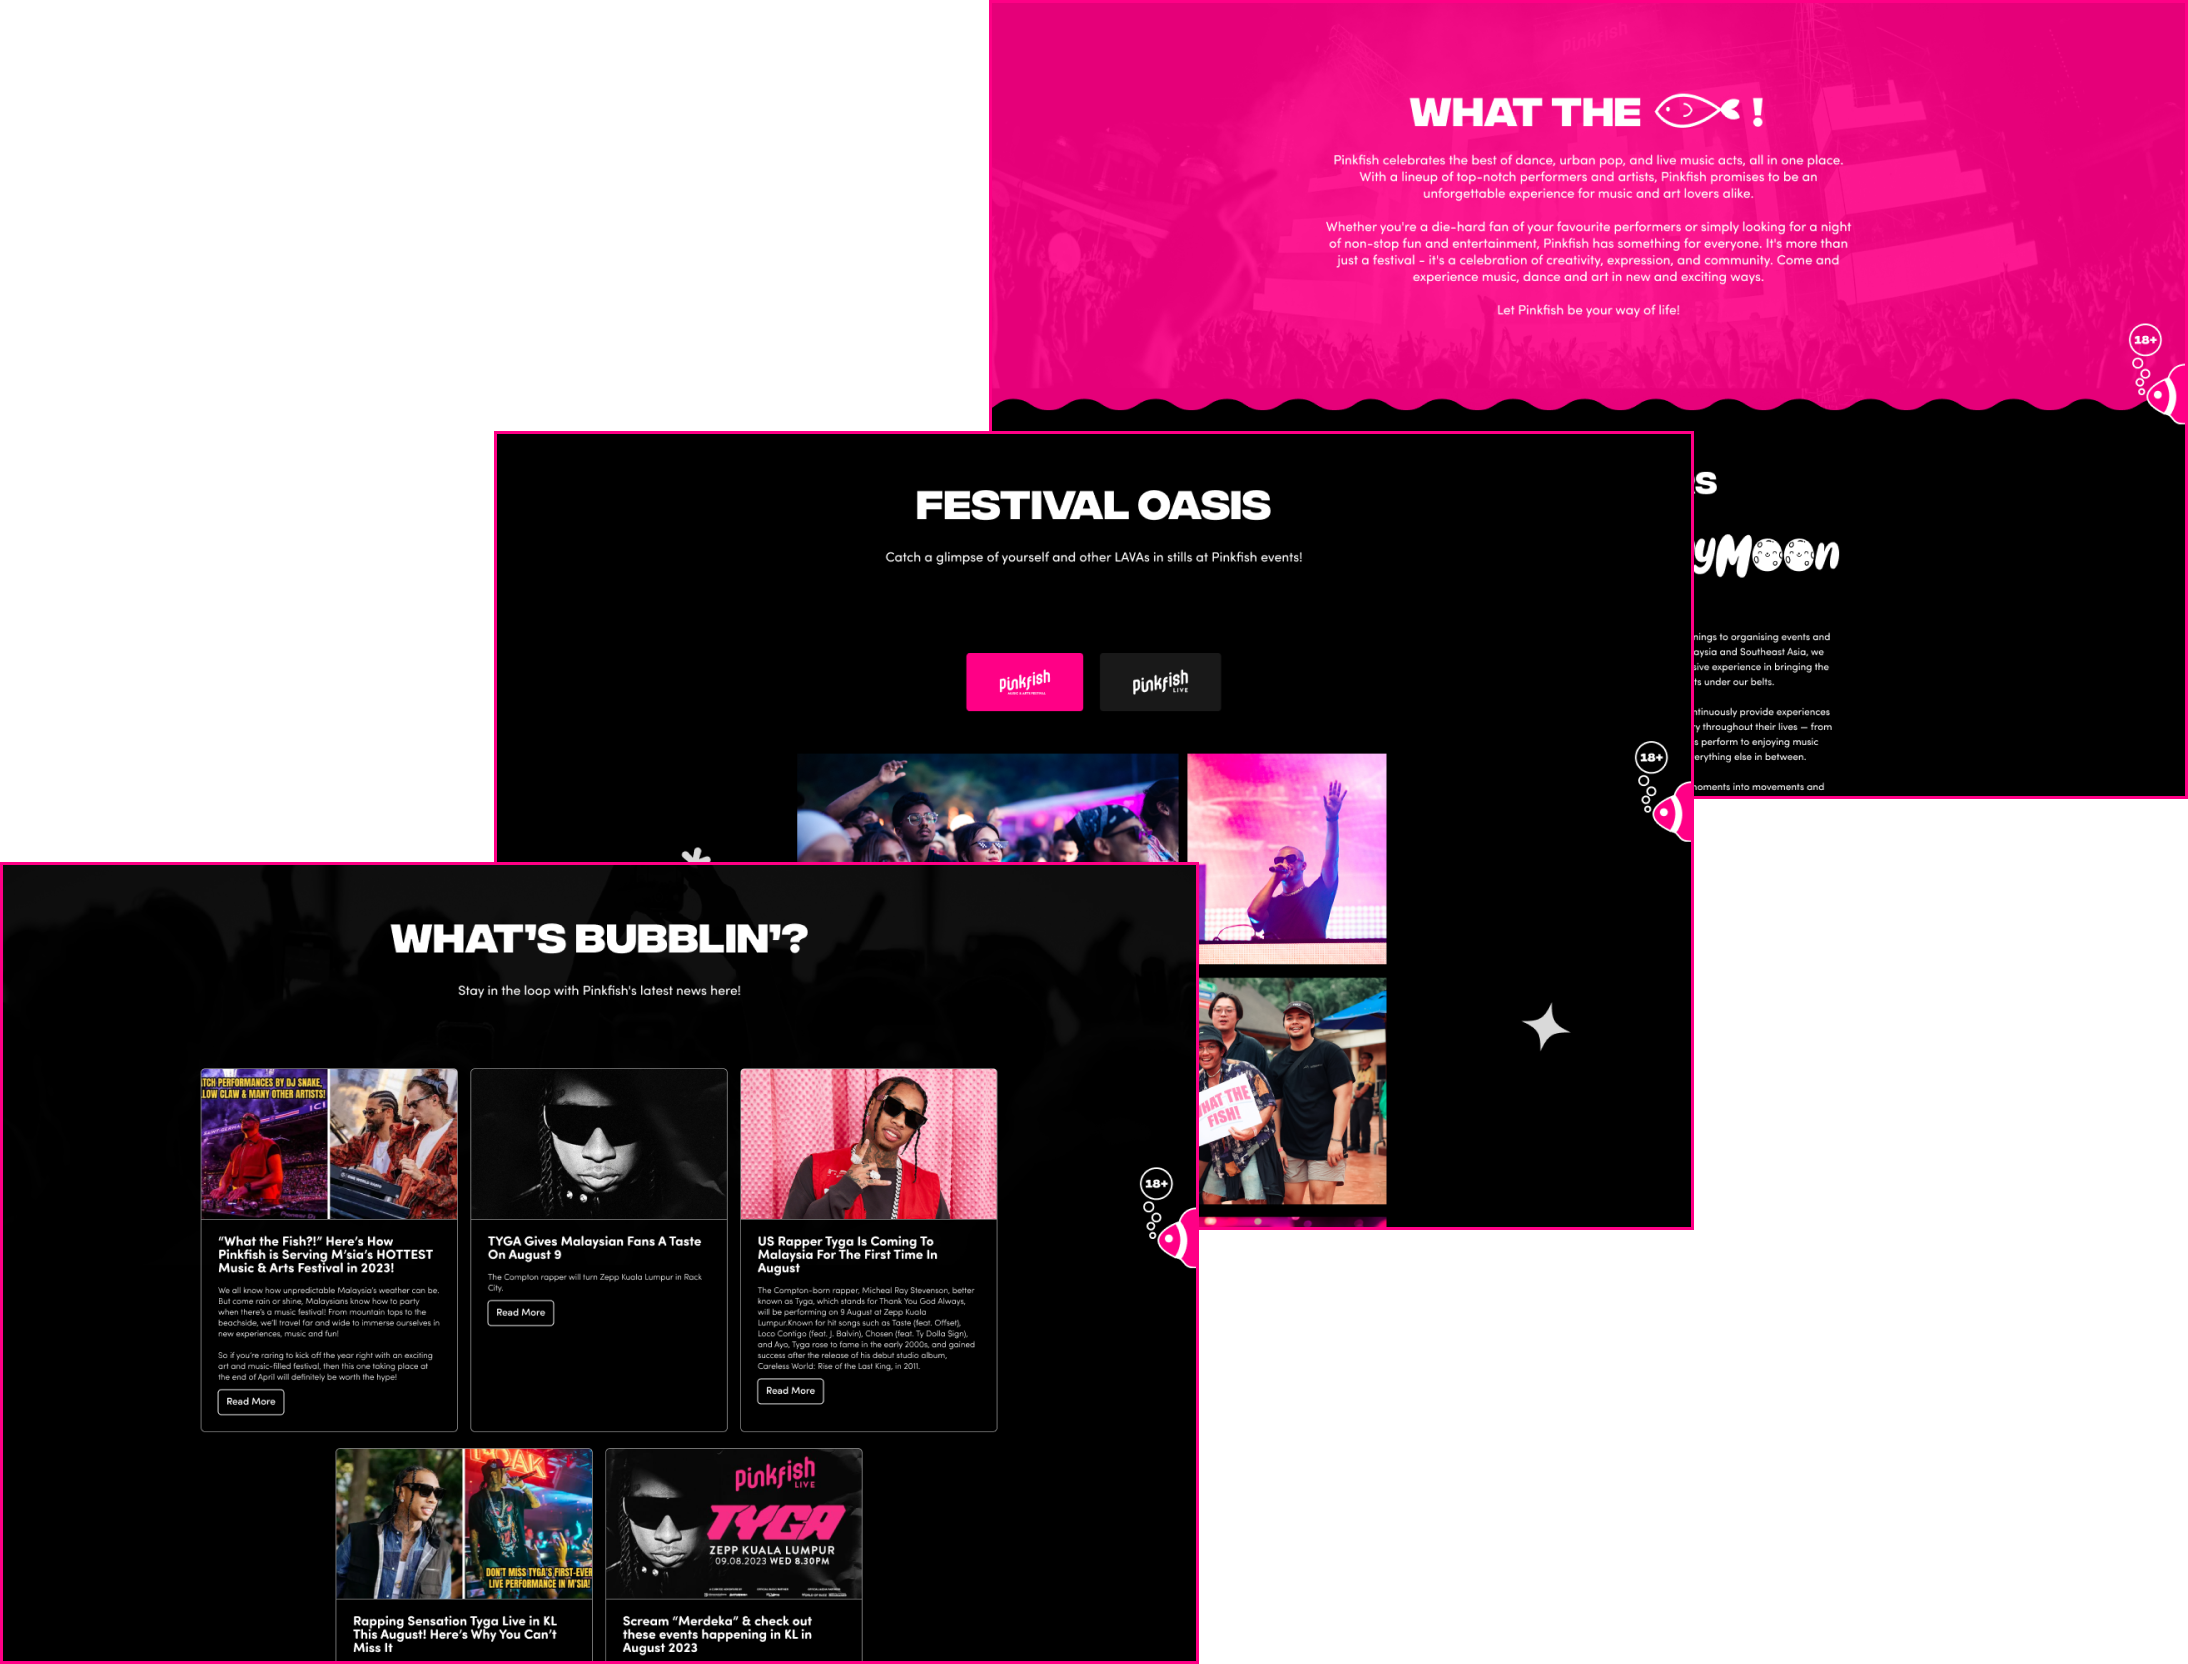 WHAT THE !
Pinkfish celebrates the best of dance, urban pop, and live music acts, all in one place.
With a lineup of top-notch performers and artists, Pinkfish promises to be an
unforgettable experience for music and art lovers alike.
Whether you're a die-hard fan of your favourite performers or simply looking for a night
of non-stop fun and entertainment, Pinkfish has something for everyone. It's more than
just a festival - it's a celebration of creativity, expression, and community. Come and
experience music, dance and art in new and exciting ways.
Let Pinkfish be your way of life!
18+
yMoon
to organising events and
and Southeast Asia, we
experience in bringing the
under our belts.
provide experiences
throughout their lives — from
perform to enjoying music
else in between.
into movements and
FESTIVAL OASIS
Catch a glimpse of yourself and other LAVAs in stills at Pinkfish events!
pinkfish
MUSIC & ARTS FESTIVAL
pinkfish
LIVE
18+
THE
FISH!
WHAT'S BUBBLIN'?
Stay in the loop with Pinkfish's latest news here!
18+
PERFORMANCES BY DJ SNAKE,
CLAW & MANY OTHER ARTISTS!
“What the Fish?!” Here’s How
Pinkfish is Serving M’sia’s HOTTEST
Music & Arts Festival in 2023!
We all know how unpredictable Malaysia’s weather can be.
But come rain or shine, Malaysians know how to party
when there’s a music festival! From mountain tops to the
beachside, we’ll travel far and wide to immerse ourselves in
new experiences, music and fun!
So if you’re raring to kick off the year right with an exciting
art and music-filled festival, then this one taking place at
the end of April will definitely be worth the hype!
Read More
TYGA Gives Malaysian Fans A Taste
On August 9
The Compton rapper will turn Zepp Kuala Lumpur in Rack
City.
Read More
US Rapper Tyga Is Coming To
Malaysia For The First Time In
August
The Compton-born rapper, Micheal Ray Stevenson, better
known as Tyga, which stands for Thank You God Always,
will be performing on 9 August at Zepp Kuala
Lumpur.Known for hit songs such as Taste (feat. Offset),
Loco Contigo (feat. J. Balvin), Chosen (feat. Ty Dolla $ign),
and Ayo, Tyga rose to fame in the early 2000s, and gained
success after the release of his debut studio album,
Careless World: Rise of the Last King, in 2011.
Read More
DON'T MISS TYGA'S FIRST-EVER
LIVE PERFORMANCE IN M'SIA!
Rapping Sensation Tyga Live in KL
This August! Here’s Why You Can’t
Miss It
pinkfish
LIVE
TYGA
ZEPP KUALA LUMPUR
09.08.2023 WED 8.30PM
Scream “Merdeka” & check out
these events happening in KL in
August 2023